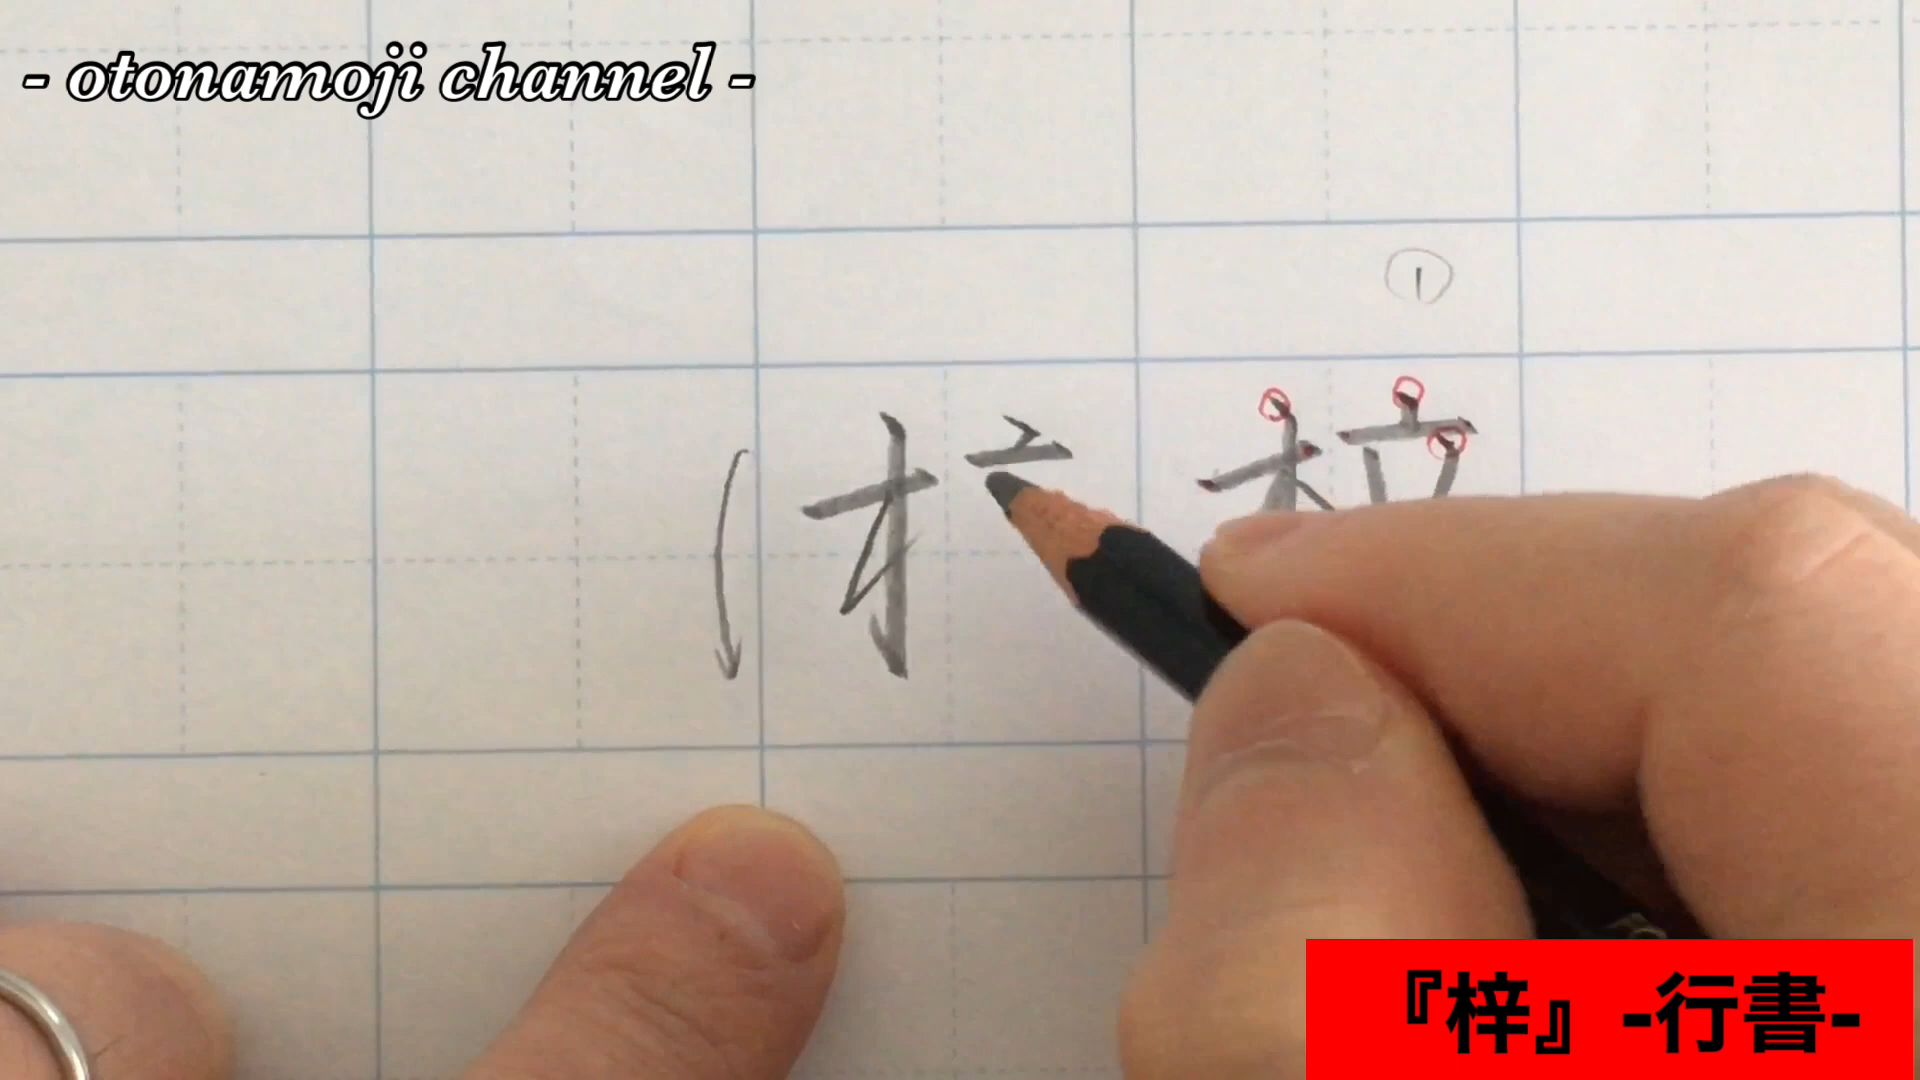 - otonamoji channel -
①
『梓』-行書-